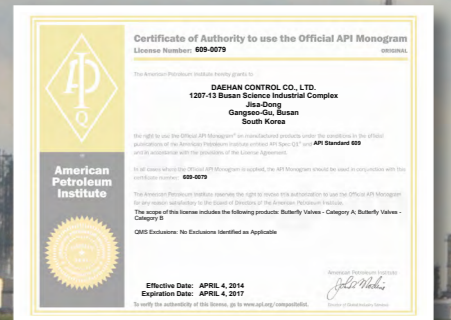 Certificate of Authority to use the Official API Monogram
License Number: 609-0079
ORIGINAL
The American Petroleum Institute hereby grants to
DAEHAN CONTROL CO., LTD.
1207-13 Busan Science Industrial Complex
Jisa-Dong
Gangseo-Gu, Busan
South Korea
the right to use the Official API Monogram® on manufactured products under the conditions in the official
publications of the American Petroleum Institute entitled API Spec Q1® and API Standard 609
and in accordance with the provisions of the License Agreement.
In all cases where the Official API Monogram is applied, the API Monogram should be used in conjunction with this
certificate number: 609-0079
The American Petroleum Institute reserves the right to revoke this authorization to use the Official API Monogram
for any reason satisfactory to the Board of Directors of the American Petroleum Institute.
The scope of this license includes the following products: Butterfly Valves - Category A; Butterfly Valves -
Category B
QMS Exclusions: No Exclusions Identified as Applicable
API
Q
American
Petroleum
Institute
Effective Date: APRIL 4, 2014
Expiration Date: APRIL 4, 2017
To verify the authenticity of this license, go to www.api.org/compositelist.
American Petroleum Institute
Director of Global Industry Services